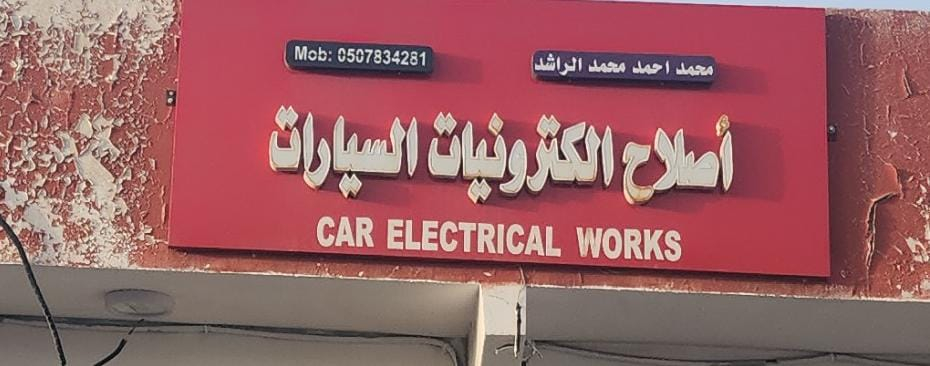 محمد احمد محمد الراشد
Mob: 0507834281
أصلاح الكترونيات السيارات
CAR ELECTRICAL WORKS